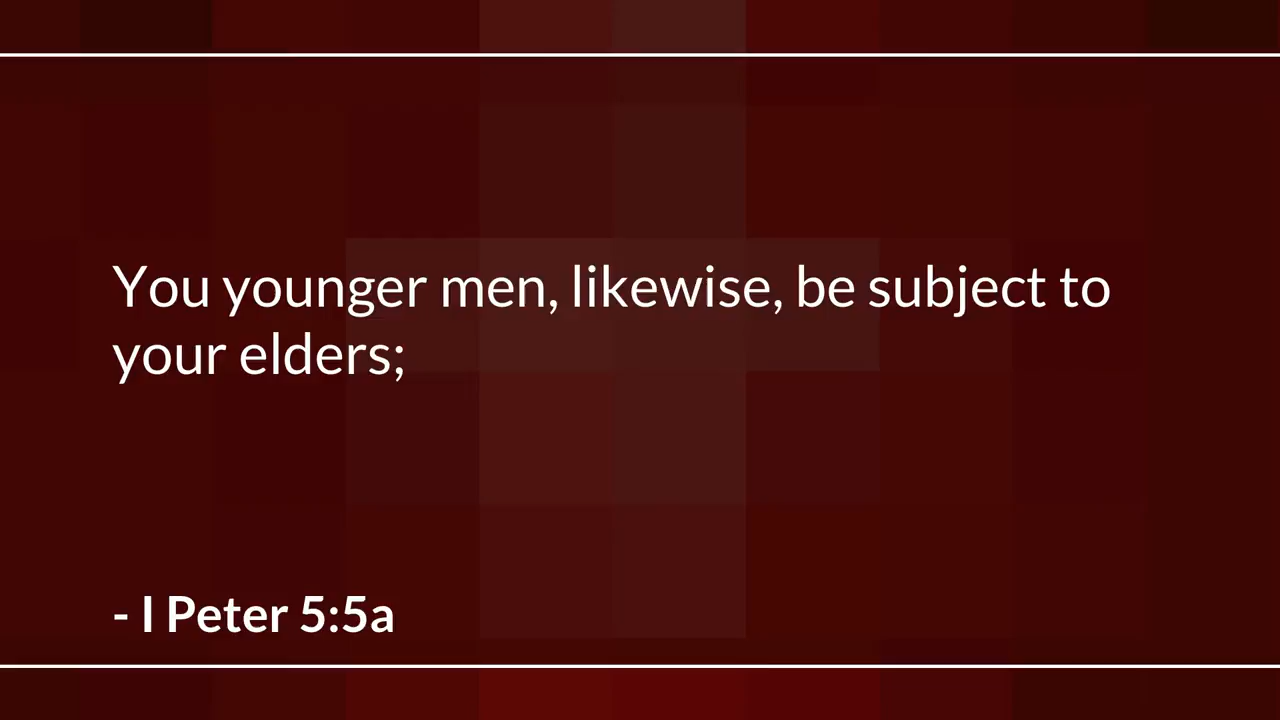 You younger men, likewise, be subject to
your elders;
- I Peter 5:5a